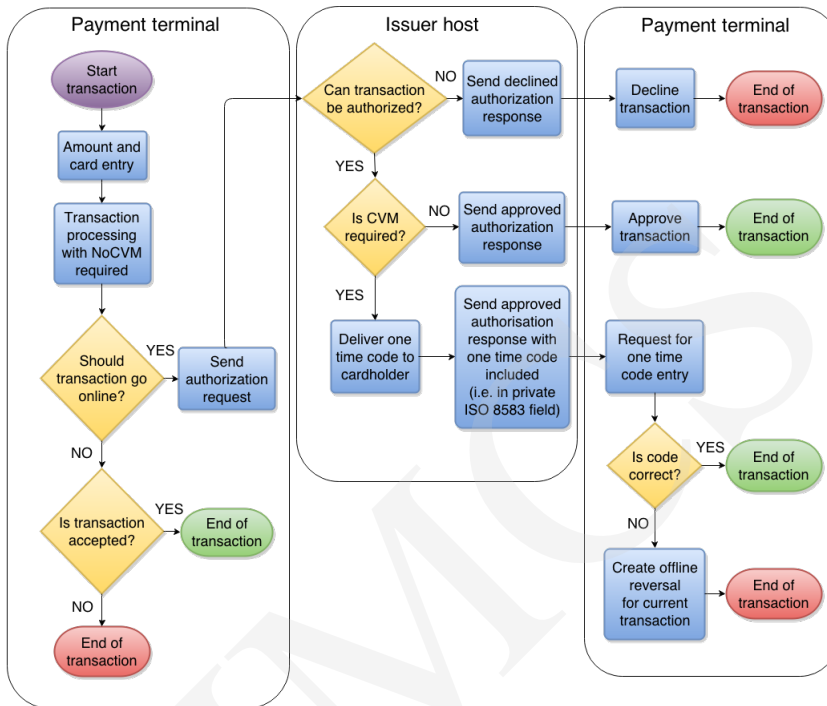 Payment terminal
Start
transaction
Amount and
card entry
Transaction
processing
with NoCVM
required
Should
transaction go
online?
YES
Send
authorization
request
NO
Is transaction
accepted?
YES
End of
transaction
NO
End of
transaction
Issuer host
Can transaction
be authorized?
NO
Send declined
authorization
response
YES
Is CVM
required?
NO
Send approved
authorization
response
YES
Deliver one
time code to
cardholder
Send approved
authorisation
response with
one time code
included
(i.e. in private
ISO 8583 field)
Payment terminal
Decline
transaction
End of
transaction
Approve
transaction
End of
transaction
Request for
one time
code entry
Is code
correct?
YES
End of
transaction
NO
Create offline
reversal
for current
transaction
End of
transaction